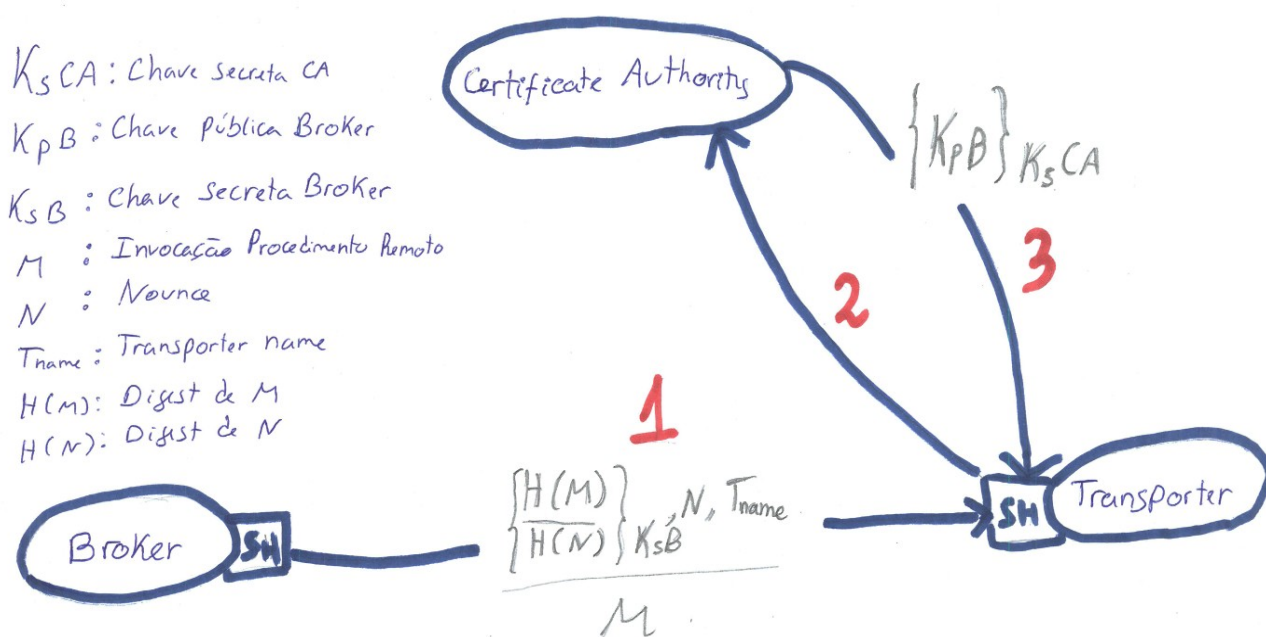 KsCA : Chave secreta CA
KpB : Chave Pública Broker
KsB : Chave Secreta Broker
M : Invocação Procedimento Remoto
N : Nounce
Tname : Transporter name
H(M): Digest de M
H(N): Digest de N
Certificate Authority
{KpB}KsCA
3
2
1
{H(M)
H(N)}KsB, N, Tname
M
Broker
SH
SH
Transporter